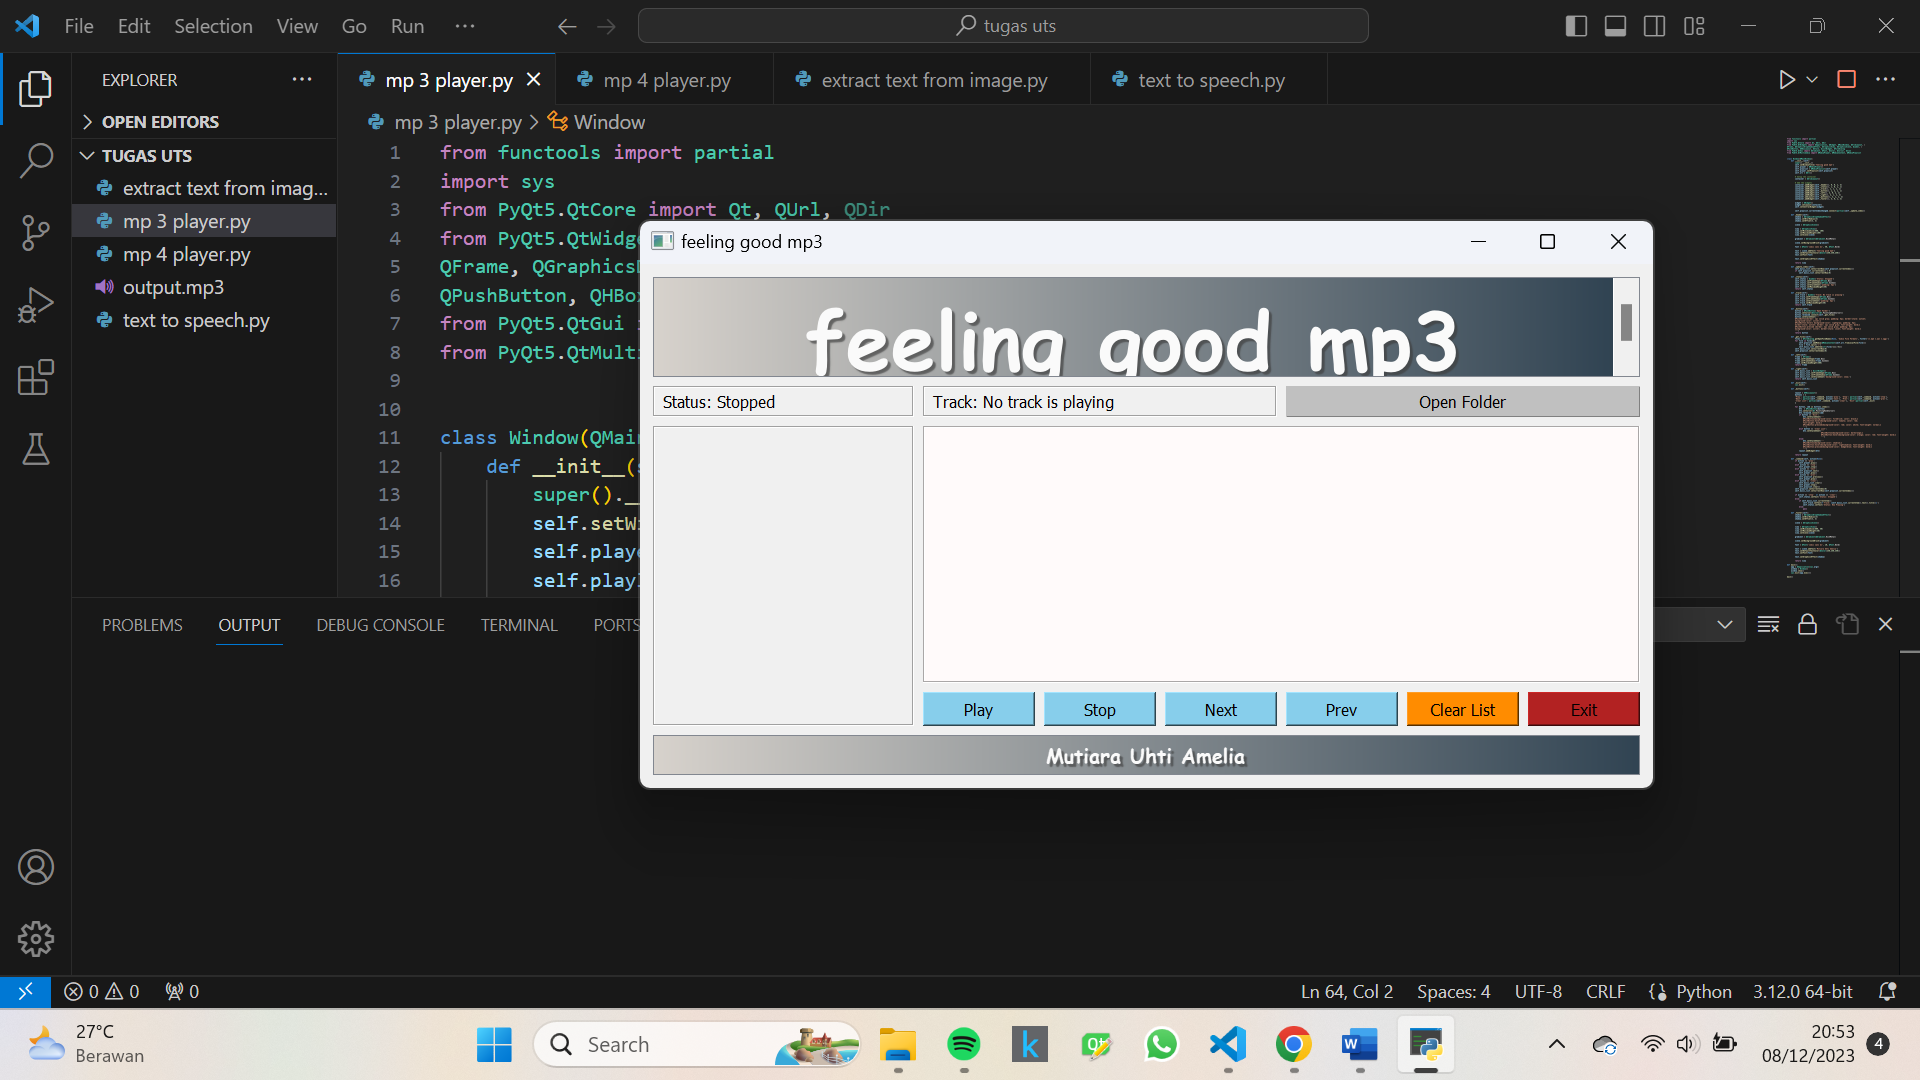 File Edit Selection View Go Run ...
tugas uts
EXPLORER
OPEN EDITORS
TUGAS UTS
extract text from imag...
mp 3 player.py
mp 4 player.py
output.mp3
text to speech.py
mp 3 player.py
mp 4 player.py
extract text from image.py
text to speech.py
mp 3 player.py > Window
1 from functools import partial
2 import sys
3 from PyQt5.QtCore import Qt, QUrl, QDir
4 from PyQt5.QtWidge
5 QFrame, QGraphics
6 QPushButton, QHBo
7 from PyQt5.QtGui
8 from PyQt5.QtMult
9
10
11 class Window(QMai
12 def __init__(
13 super().
14 self.setW
15 self.play
16 self.play
feeling good mp3
feeling good mp3
Status: Stopped
Track: No track is playing
Open Folder
Play
Stop
Next
Prev
Clear List
Exit
Mutiara Uhti Amelia
PROBLEMS OUTPUT DEBUG CONSOLE TERMINAL PORTS
0 0 0
Ln 64, Col 2 Spaces: 4 UTF-8 CRLF Python 3.12.0 64-bit
27°C
Berawan
Search
20:53
08/12/2023
4